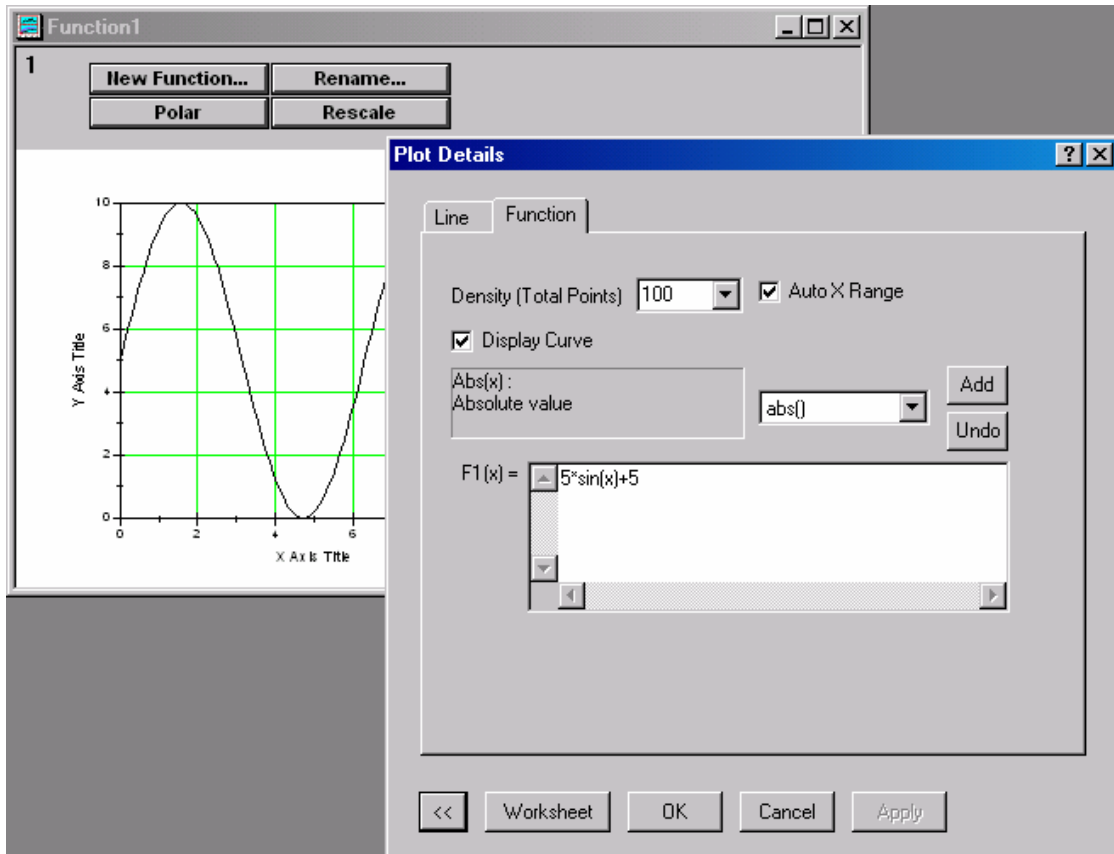 Function1
1
New Function... Rename...
Polar Rescale
10
8
6
4
2
0
0 2 4 6
Y Axis Title
X Axis Title
Plot Details
Line Function
Density (Total Points) 100 Auto X Range
Display Curve
Abs(x) :
Absolute value
abs()
Add
Undo
F1(x) = 5*sin(x)+5
<< Worksheet OK Cancel Apply